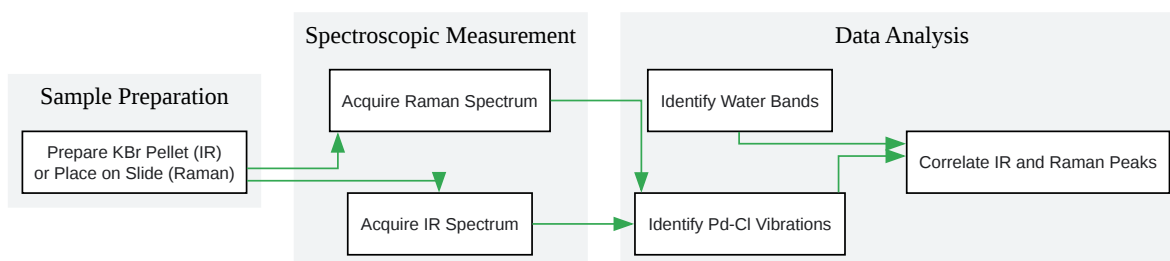 Sample Preparation
Prepare KBr Pellet (IR)
or Place on Slide (Raman)
Spectroscopic Measurement
Acquire Raman Spectrum
Acquire IR Spectrum
Data Analysis
Identify Water Bands
Identify Pd-Cl Vibrations
Correlate IR and Raman Peaks